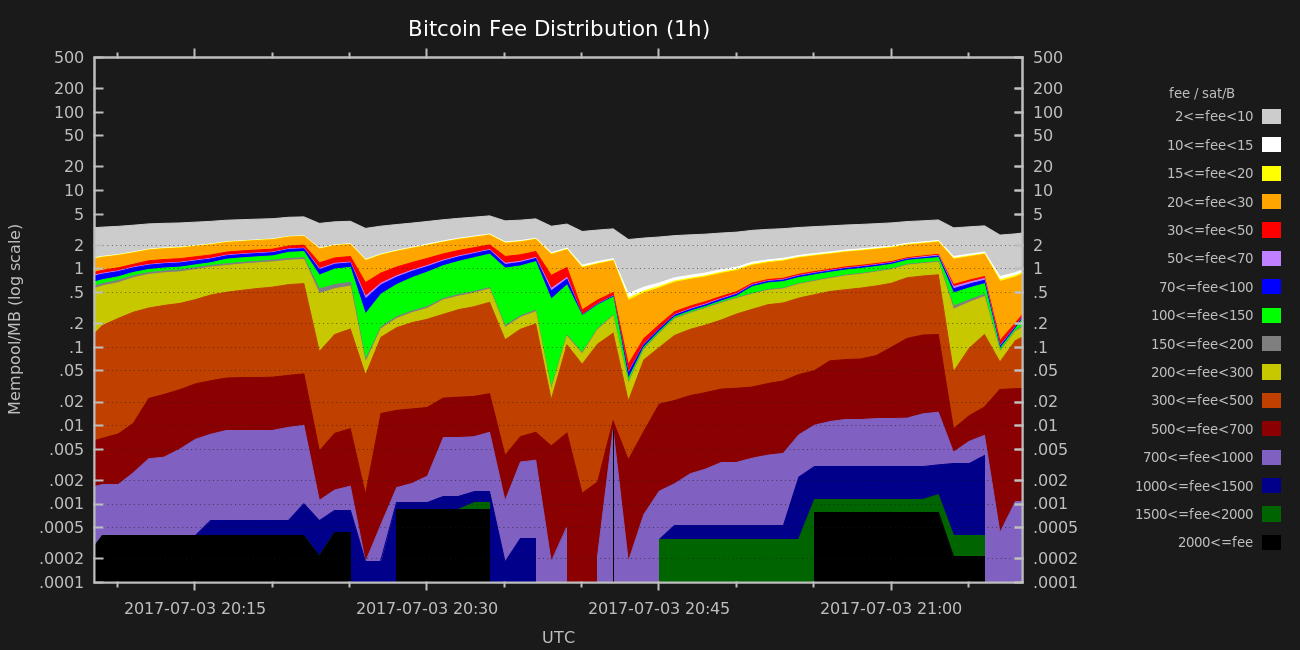 Bitcoin Fee Distribution (1h)
500 500
200 200
100 100
50 50
20 20
10 10
5 5
2 2
1 1
.5 .5
.2 .2
.1 .1
.05 .05
.02 .02
.01 .01
.005 .005
.002 .002
.001 .001
.0005 .0005
.0002 .0002
.0001 .0001
Mempool/MB (log scale)
2017-07-03 20:15 2017-07-03 20:30 2017-07-03 20:45 2017-07-03 21:00
UTC
fee / sat/B
2<=fee<10
10<=fee<15
15<=fee<20
20<=fee<30
30<=fee<50
50<=fee<70
70<=fee<100
100<=fee<150
150<=fee<200
200<=fee<300
300<=fee<500
500<=fee<700
700<=fee<1000
1000<=fee<1500
1500<=fee<2000
2000<=fee